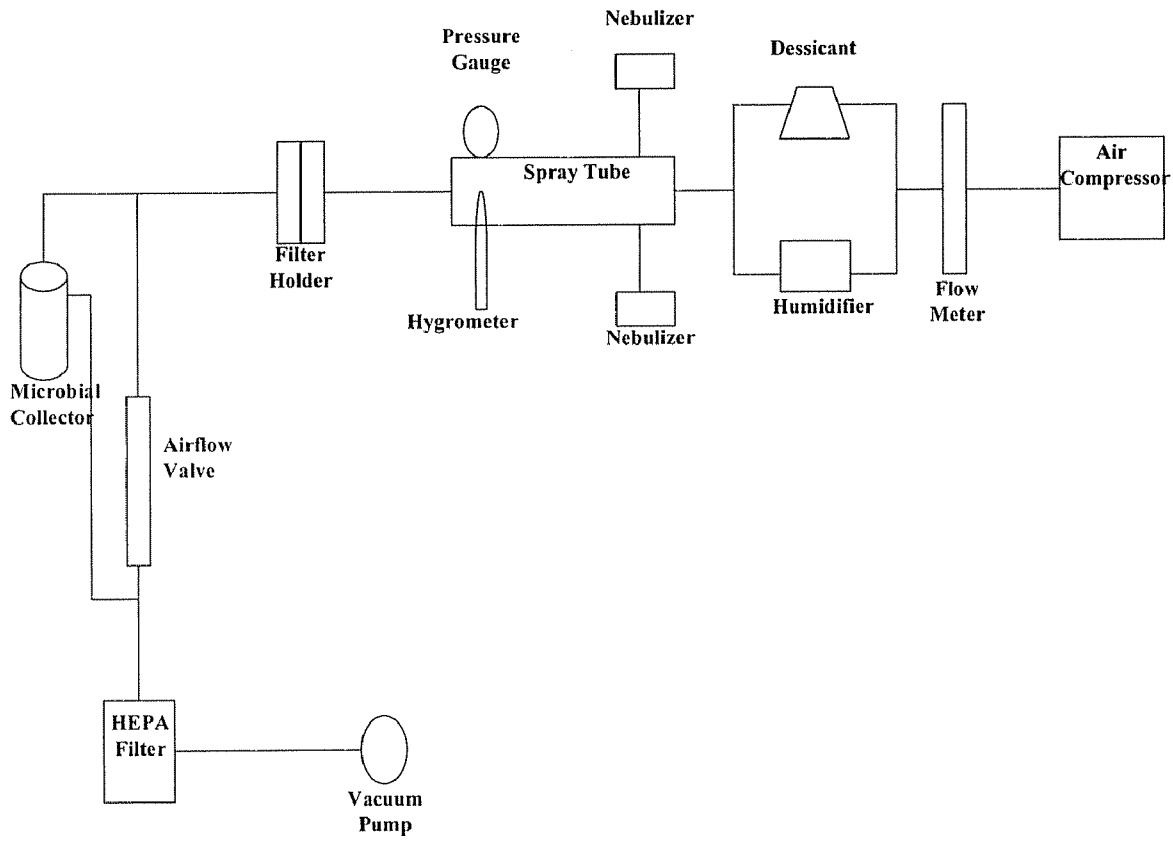 Nebulizer
Pressure
Gauge
Dessicant
Spray Tube
Air
Compressor
Filter
Holder
Hygrometer
Nebulizer
Humidifier
Flow
Meter
Microbial
Collector
Airflow
Valve
HEPA
Filter
Vacuum
Pump